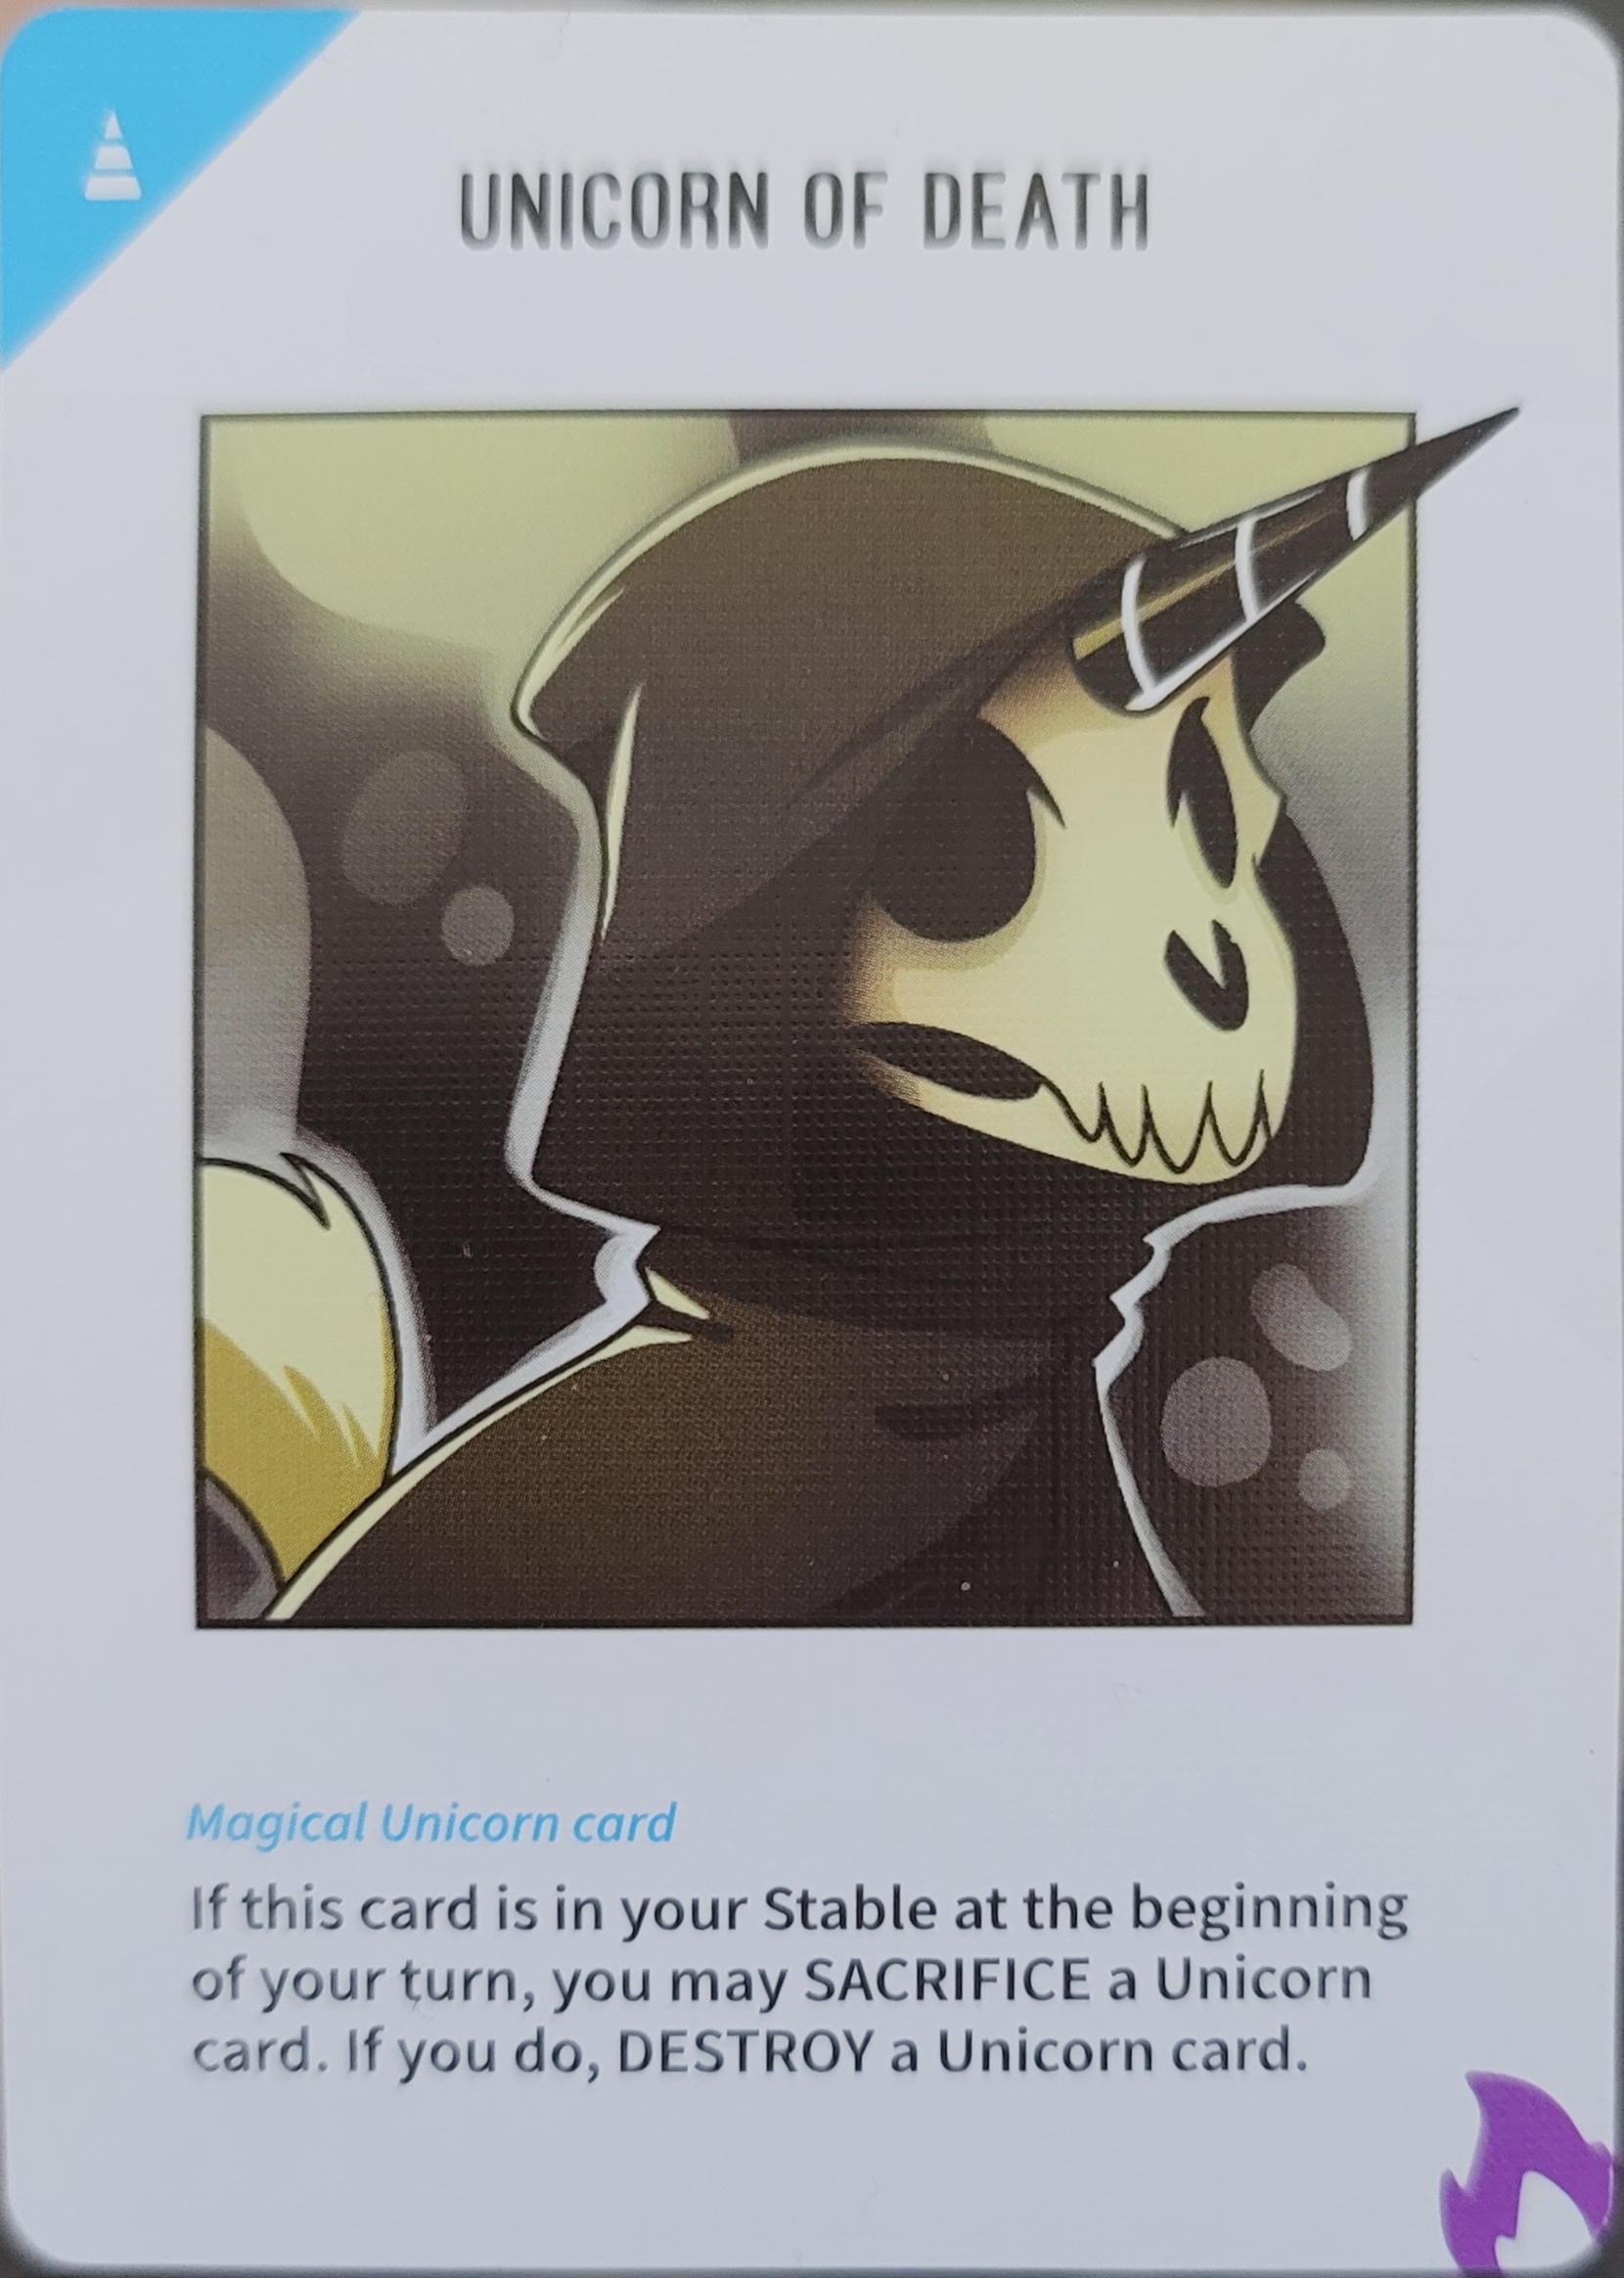 UNICORN OF DEATH
Magical Unicorn card
If this card is in your Stable at the beginning
of your turn, you may SACRIFICE a Unicorn
card. If you do, DESTROY a Unicorn card.